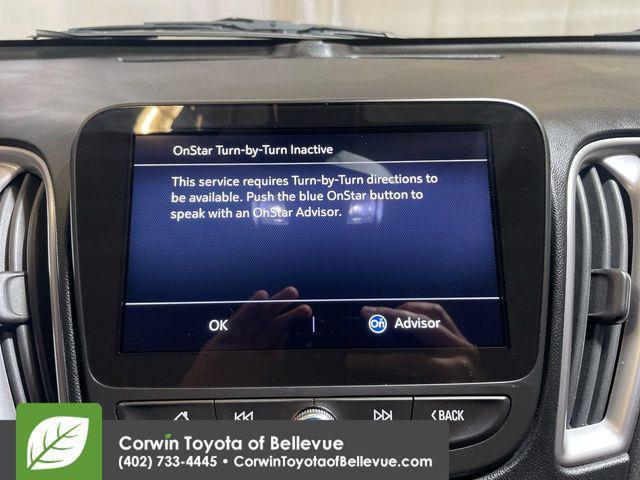 OnStar Turn-by-Turn Inactive
This service requires Turn-by-Turn directions to
be available. Push the blue OnStar button to
speak with an OnStar Advisor.
OK
On Advisor
BACK
Corwin Toyota of Bellevue
(402) 733-4445 • CorwinToyotaofBellevue.com